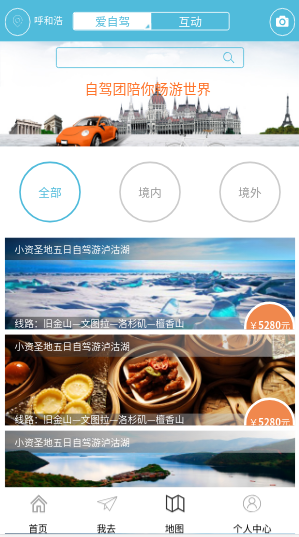 呼和浩
爱自驾
互动
自驾团陪你畅游世界
全部
境内
境外
小资圣地五日自驾游泸沽湖
线路：旧金山—文图拉—洛杉矶—檀香山
￥5280元
小资圣地五日自驾游泸沽湖
线路：旧金山—文图拉—洛杉矶—檀香山
￥5280元
小资圣地五日自驾游泸沽湖
首页
我去
地图
个人中心